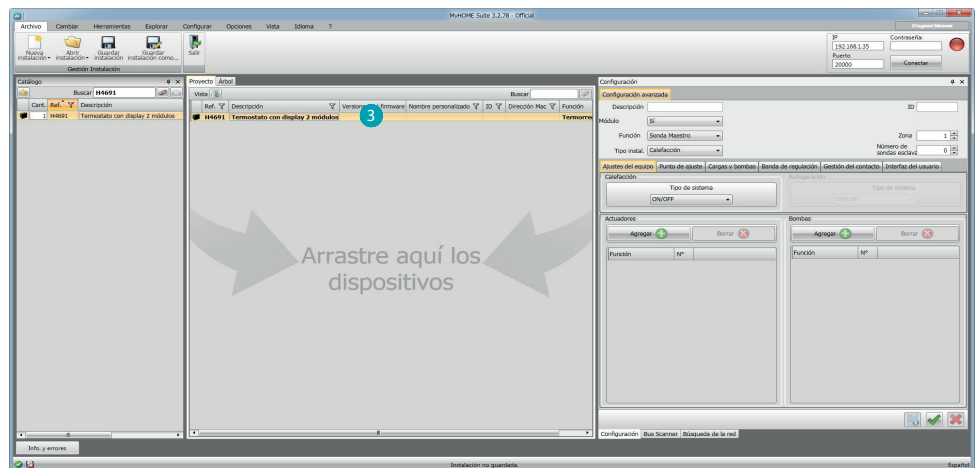 MyHOME Suite 3.2.78 - Official
Archivo Cambiar Herramientas Explorar Configurar Opciones Vista Idioma ?
Nueva instalación
Abrir instalación
Guardar instalación
Guardar instalación como...
Salir
Gestión Instalación
IP
192.168.1.35
Contraseña
Puerto
20000
Conectar
Catálogo
Buscar H4691
Cant. Ref. Descripción
1 H4691 Termostato con display 2 módulos
Proyecto Árbol
Vista
Buscar
Ref. Descripción firmware Nombre personalizado ID Dirección Mac Función
H4691 Termostato con display 2 módulos
3
Arrastre aquí los
dispositivos
Configuración
Configuración avanzada
Descripción
ID
Módulo Sí
Función Sonda Maestro
Zona 1
Tipo instal. Calefacción
Número de
sondas esclava 0
Ajustes del equipo Punto de ajuste Cargas y bombas Banda de regulación Gestión del contacto Interfaz del usuario
Calefacción
Tipo de sistema
ON/OFF
Refrigeración
Tipo de sistema
ON/OFF
Actuadores
Agregar Borrar
Función N°
Bombas
Agregar Borrar
Función N°
Configuración Bus Scanner Búsqueda de la red
Info. y errores
Instalación no guardada.
Español